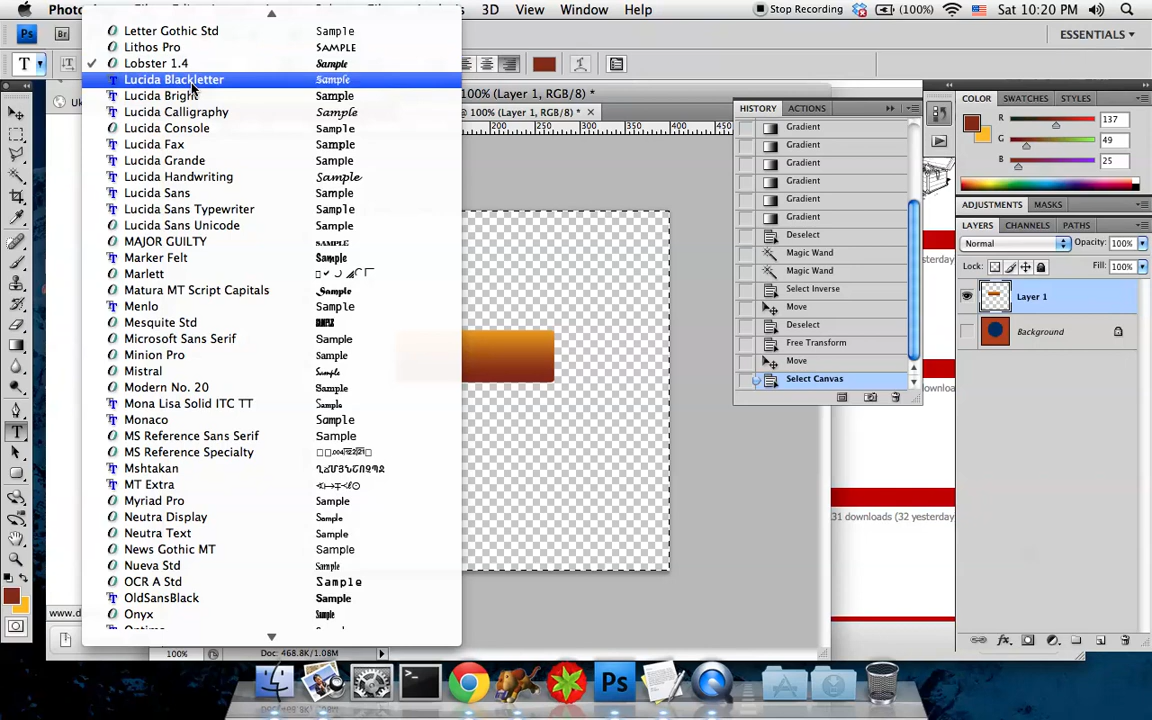 Photo
3D View Window Help
Stop Recording
(100%)
Sat 10:20 PM
Ps
Br
ESSENTIALS
T
Letter Gothic Std Sample
Lithos Pro SAMPLE
Lobster 1.4 Sample
Lucida Blackletter Sample
Lucida Bright Sample
Lucida Calligraphy Sample
Lucida Console Sample
Lucida Fax Sample
Lucida Grande Sample
Lucida Handwriting Sample
Lucida Sans Sample
Lucida Sans Typewriter Sample
Lucida Sans Unicode Sample
MAJOR GUILTY SAMPLE
Marker Felt Sample
Marlett
Matura MT Script Capitals Sample
Menlo Sample
Mesquite Std SAMPLE
Microsoft Sans Serif Sample
Minion Pro Sample
Mistral Sample
Modern No. 20 Sample
Mona Lisa Solid ITC TT Sample
Monaco Sample
MS Reference Sans Serif Sample
MS Reference Specialty
Mshtakan
MT Extra
Myriad Pro Sample
Neutra Display Sample
Neutra Text Sample
News Gothic MT Sample
Nueva Std Sample
OCR A Std Sample
OldSansBlack Sample
Onyx Sample
Optima
100% (Layer 1, RGB/8) *
@ 100% (Layer 1, RGB/8) *
200 250 300 350 400 450
HISTORY ACTIONS
Gradient
Gradient
Gradient
Gradient
Gradient
Gradient
Deselect
Magic Wand
Magic Wand
Select Inverse
Move
Deselect
Free Transform
Move
Select Canvas
COLOR SWATCHES STYLES
R 137
G 49
B 25
ADJUSTMENTS MASKS
LAYERS CHANNELS PATHS
Normal Opacity: 100%
Lock: Fill: 100%
Layer 1
Background
31 downloads (32 yesterday
100% Doc: 468.8K/1.08M
Ps